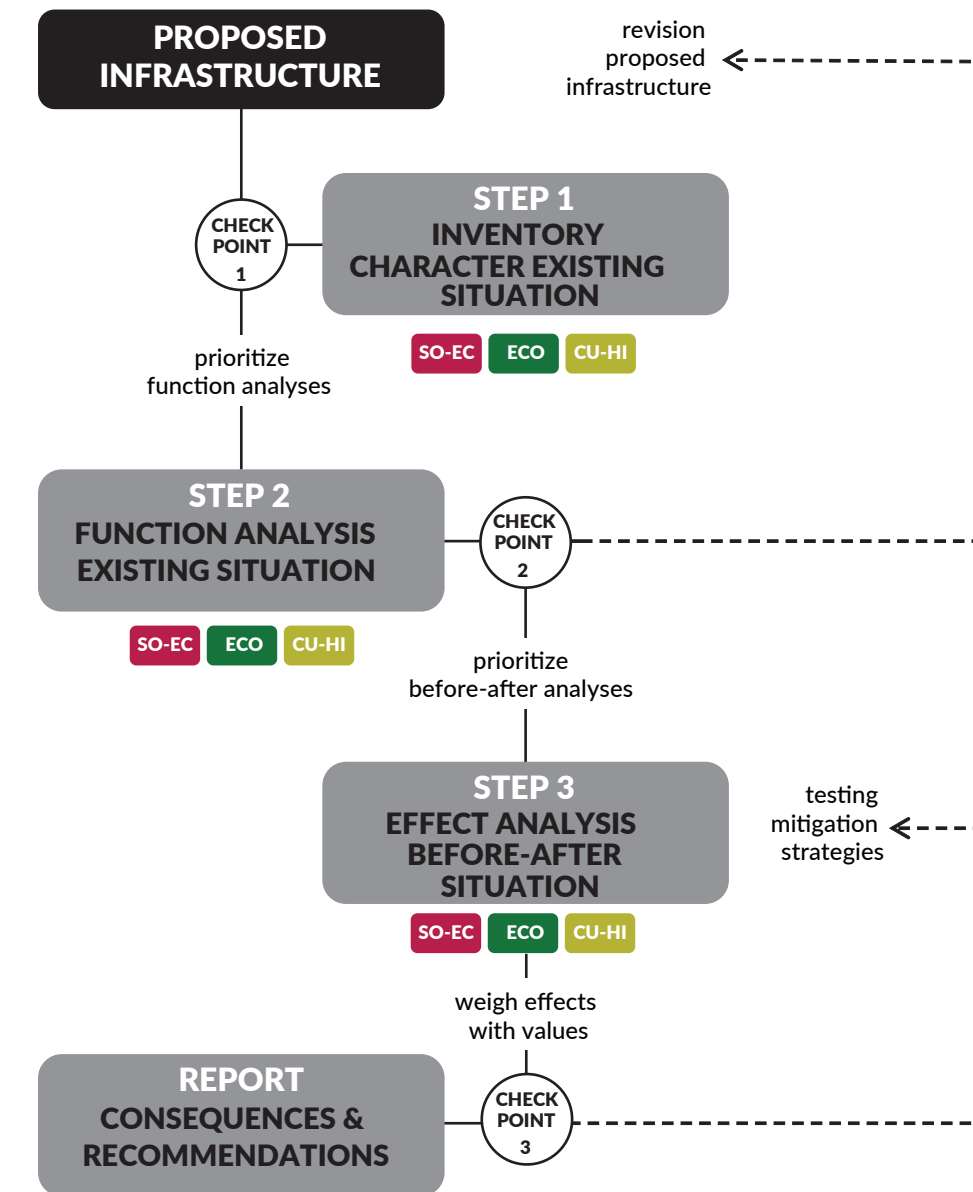 PROPOSED
INFRASTRUCTURE
revision
proposed
infrastructure
CHECK
POINT
1
STEP 1
INVENTORY
CHARACTER EXISTING
SITUATION
SO-EC ECO CU-HI
prioritize
function analyses
STEP 2
FUNCTION ANALYSIS
EXISTING SITUATION
SO-EC ECO CU-HI
CHECK
POINT
2
prioritize
before-after analyses
STEP 3
EFFECT ANALYSIS
BEFORE-AFTER
SITUATION
SO-EC ECO CU-HI
testing
mitigation
strategies
weigh effects
with values
CHECK
POINT
3
REPORT
CONSEQUENCES &
RECOMMENDATIONS